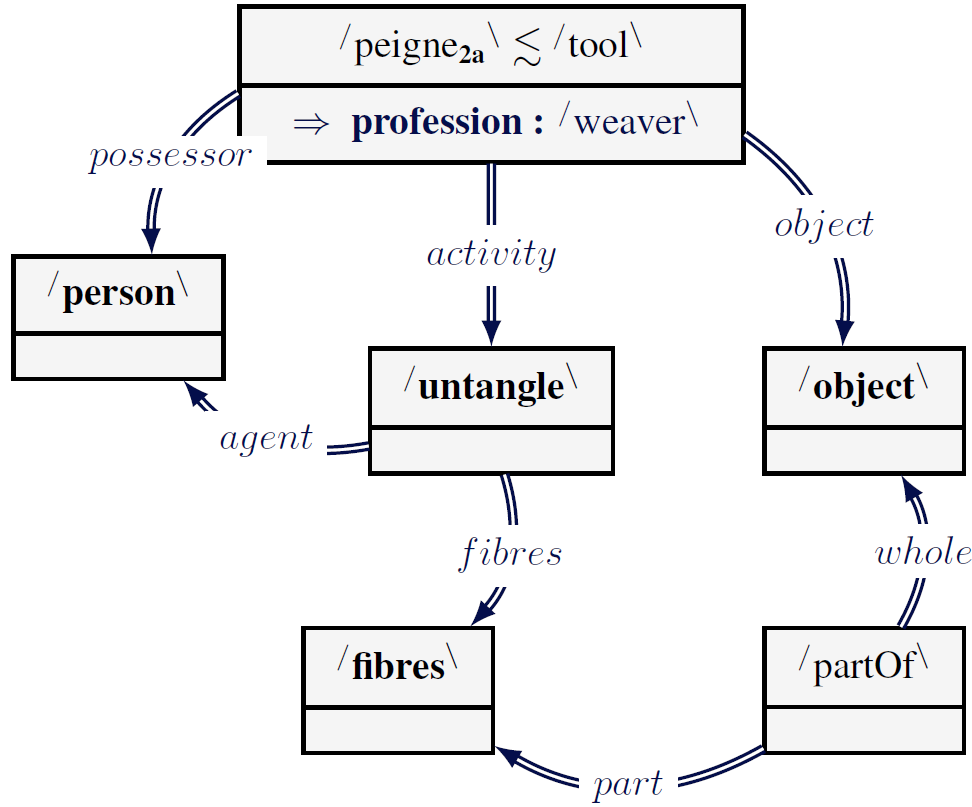 /peigne2a\ ≲ /tool\
⇒ profession : /weaver\
possessor
object
activity
/person\
/untangle\
/object\
agent
fibres
whole
/fibres\
/partOf\
part